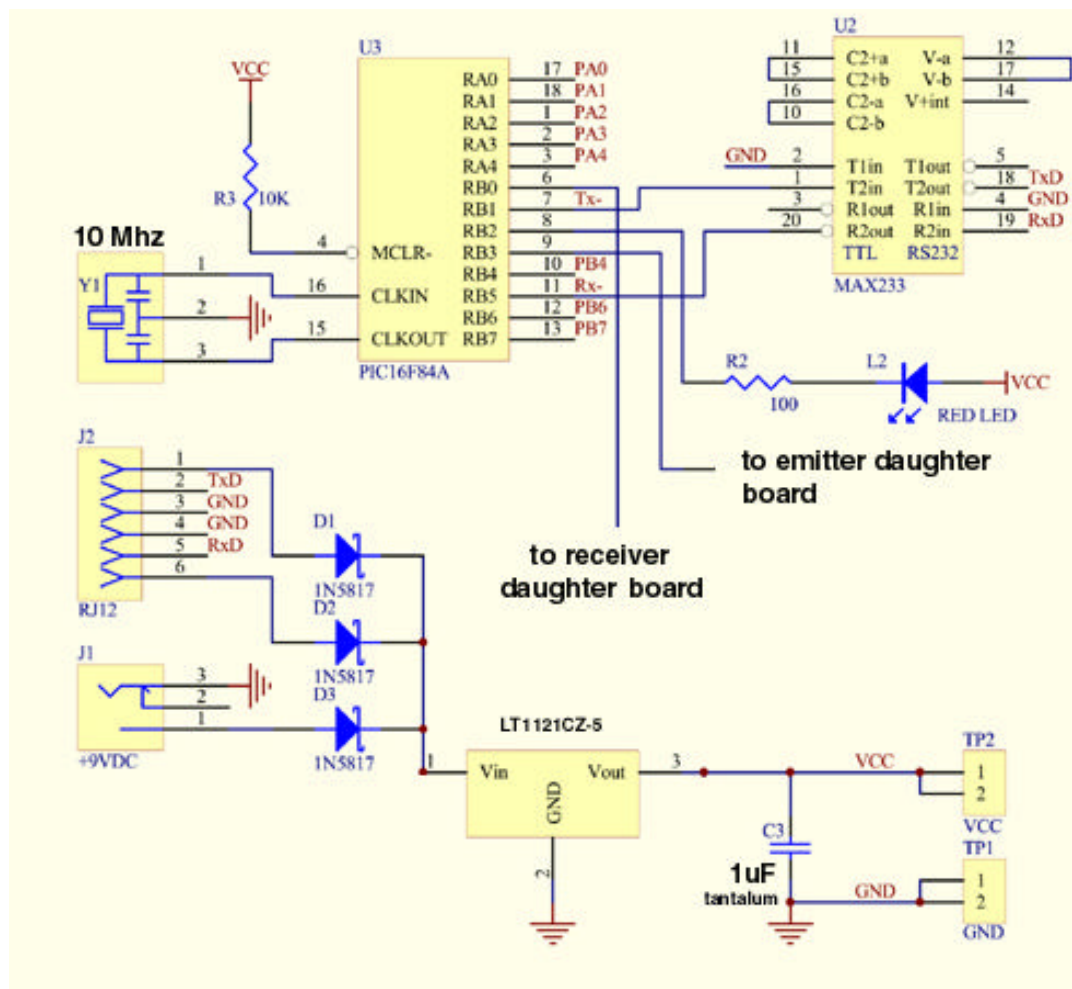 U3
VCC
R3 10K
4 MCLR-
10 Mhz
Y1
1
16 CLKIN
2
15 CLKOUT
3
RA0 17 PA0
RA1 18 PA1
RA2 1 PA2
RA3 2 PA3
RA4 3 PA4
RB0 6
RB1 7 Tx-
RB2 8
RB3 9
RB4 10 PB4
RB5 11 Rx-
RB6 12 PB6
RB7 13 PB7
PIC16F84A
U2
11 C2+a V-a 12
15 C2+b V-b 17
16 C2-a V+int 14
10 C2-b
GND 2 T1in T1out 5
1 T2in T2out 18 TxD
3 R1out R1in 4 GND
20 R2out R2in 19 RxD
TTL RS232
MAX233
R2
100
L2
VCC
RED LED
to emitter daughter
board
to receiver
daughter board
J2
1
2 TxD
3 GND
4 GND
5 RxD
6
RJ12
D1
1N5817
D2
1N5817
D3
1N5817
J1
3
2
1
+9VDC
LT1121CZ-5
1 Vin Vout 3
GND
2
VCC
TP2
1
2
VCC
C3
1uF
tantalum
GND
TP1
1
2
GND